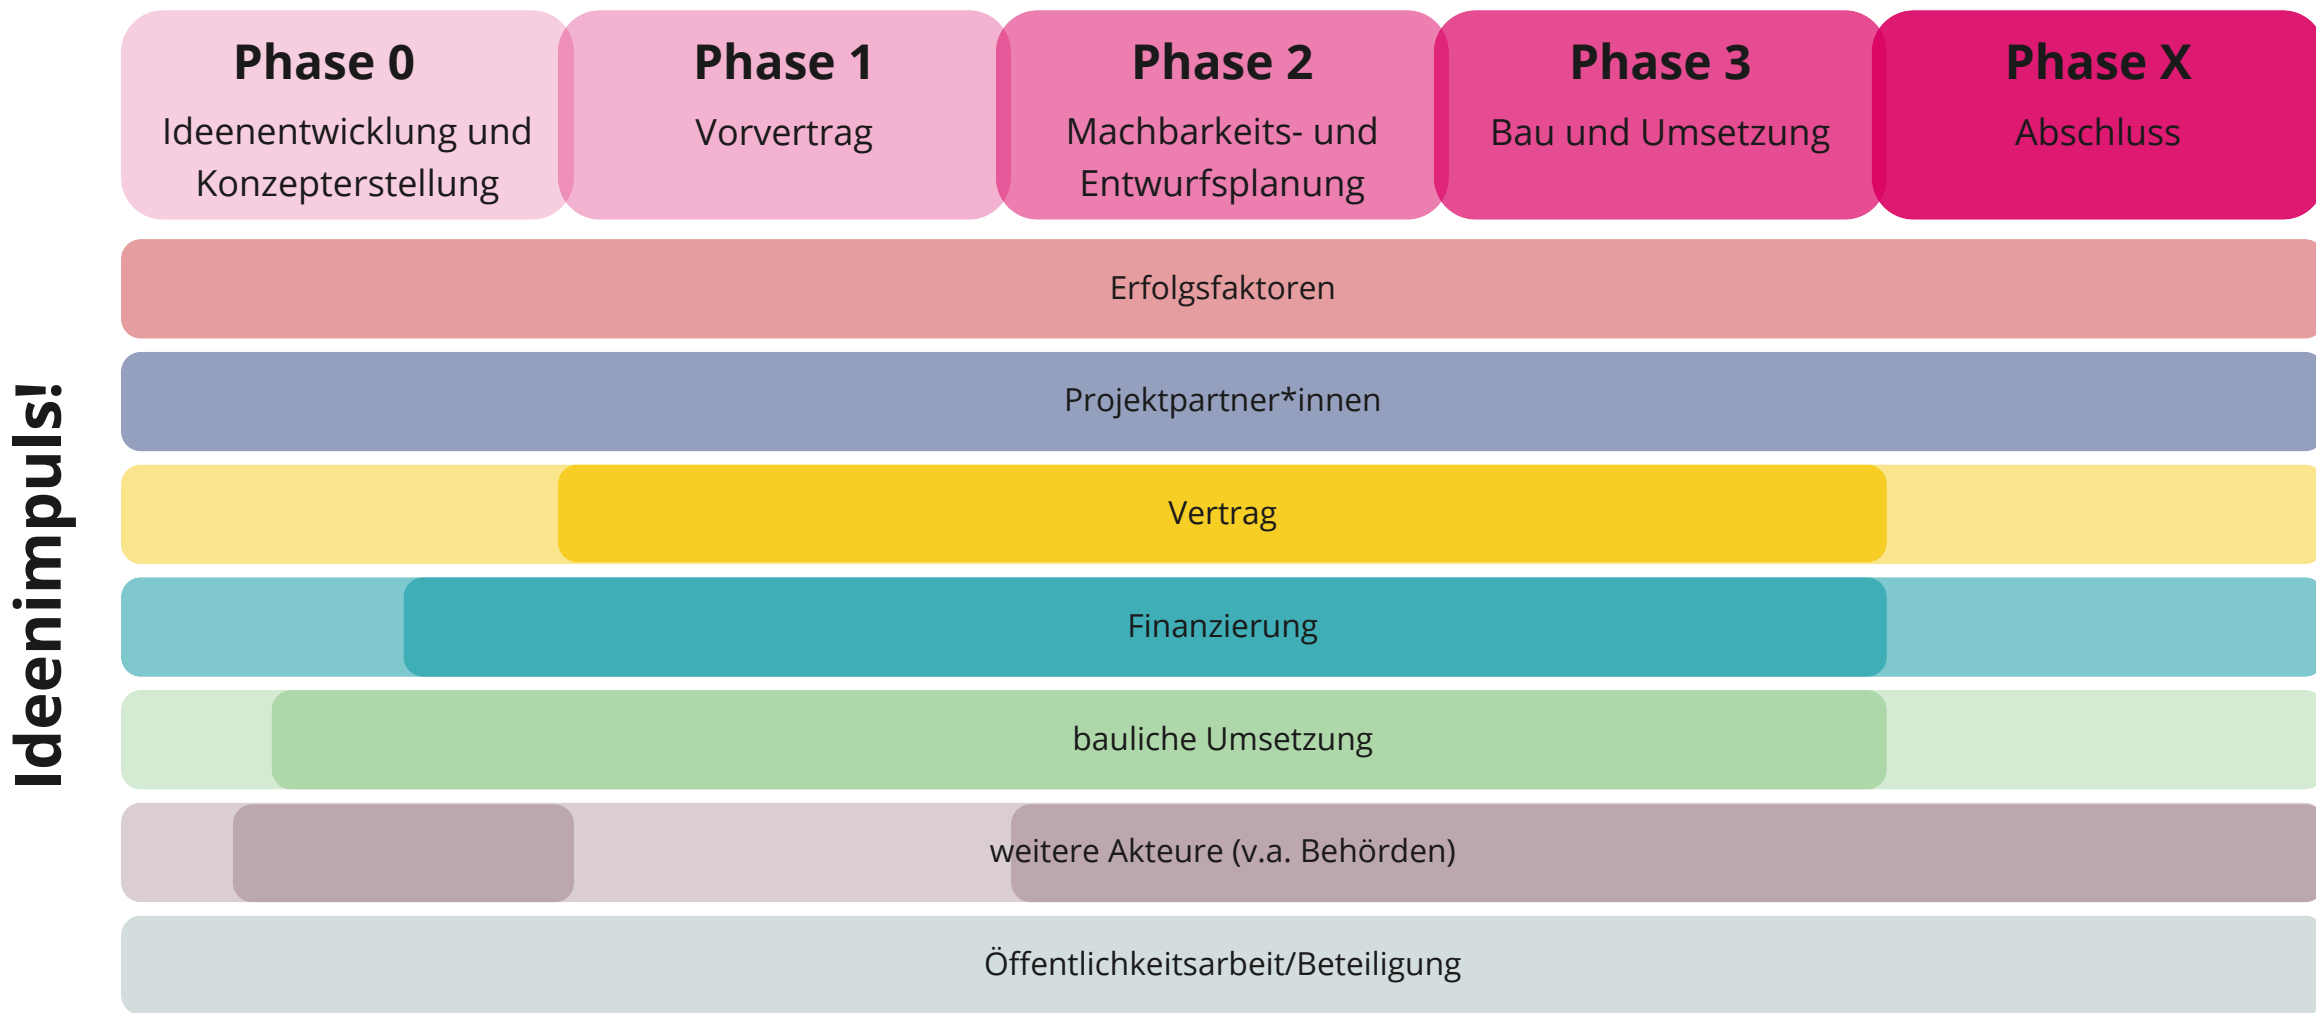 Phase 0
Ideenentwicklung und
Konzepterstellung
Phase 1
Vorvertrag
Phase 2
Machbarkeits- und
Entwurfsplanung
Phase 3
Bau und Umsetzung
Phase X
Abschluss
Ideenimpuls!
Erfolgsfaktoren
Projektpartner*innen
Vertrag
Finanzierung
bauliche Umsetzung
weitere Akteure (v.a. Behörden)
Öffentlichkeitsarbeit/Beteiligung